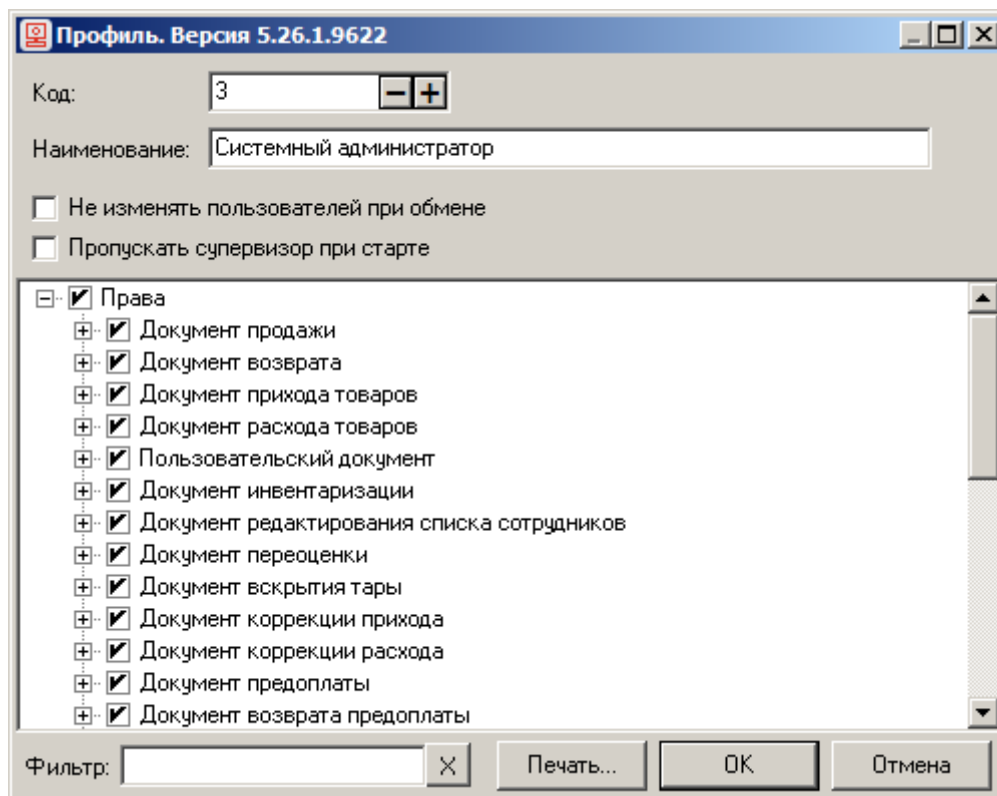 Профиль. Версия 5.26.1.9622
Код: 3
Наименование: Системный администратор
Не изменять пользователей при обмене
Пропускать супервизор при старте
Права
Документ продажи
Документ возврата
Документ прихода товаров
Документ расхода товаров
Пользовательский документ
Документ инвентаризации
Документ редактирования списка сотрудников
Документ переоценки
Документ вскрытия тары
Документ коррекции прихода
Документ коррекции расхода
Документ предоплаты
Документ возврата предоплаты
Фильтр: X Печать... OK Отмена